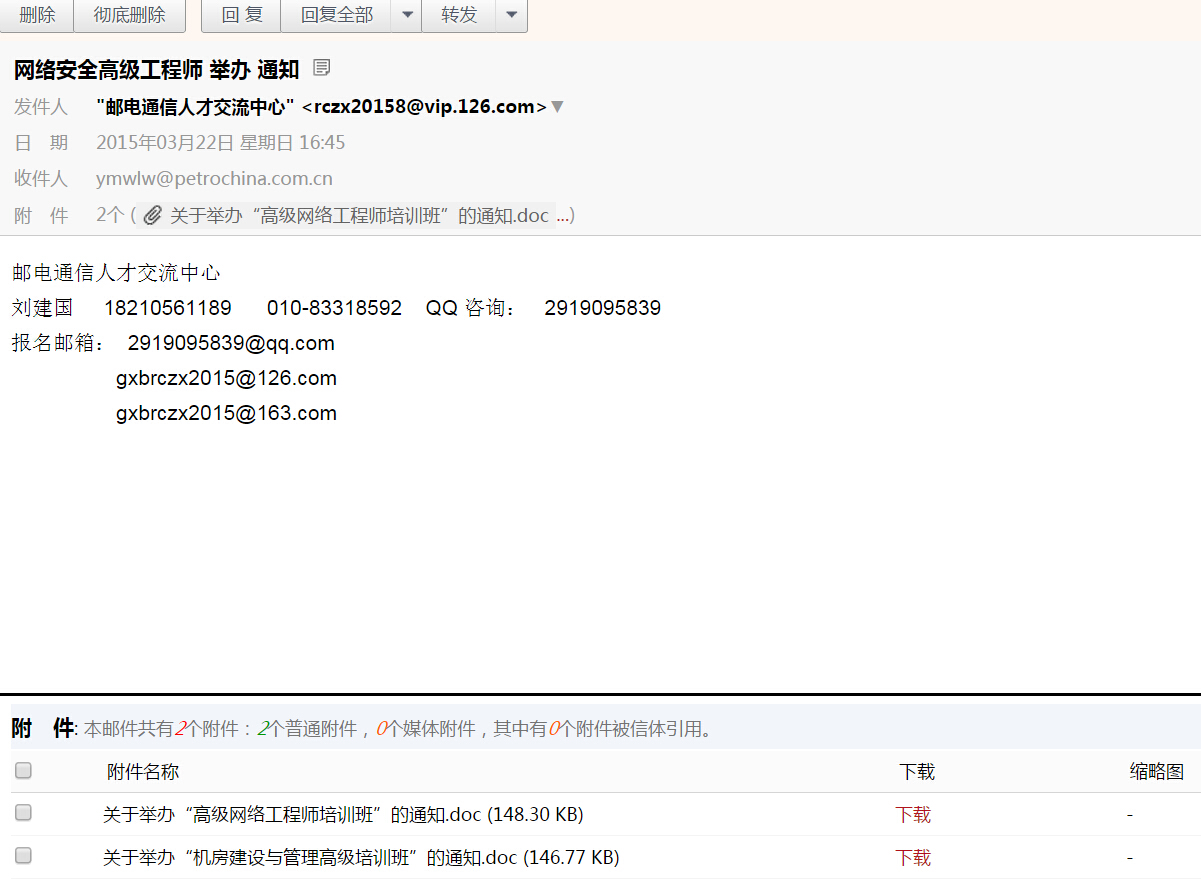 删除 彻底删除 回 复 回复全部 转发
网络安全高级工程师 举办 通知
发件人 "邮电通信人才交流中心" <rczx20158@vip.126.com>
日 期 2015年03月22日 星期日 16:45
收件人 ymwlw@petrochina.com.cn
附 件 2个 ( 关于举办“高级网络工程师培训班”的通知.doc ...)
邮电通信人才交流中心
刘建国 18210561189 010-83318592 QQ 咨询： 2919095839
报名邮箱： 2919095839@qq.com
gxbrczx2015@126.com
gxbrczx2015@163.com
附 件: 本邮件共有2个附件：2个普通附件，0个媒体附件，其中有0个附件被信体引用。
附件名称 下载 缩略图
关于举办“高级网络工程师培训班”的通知.doc (148.30 KB) 下载 -
关于举办“机房建设与管理高级培训班”的通知.doc (146.77 KB) 下载 -